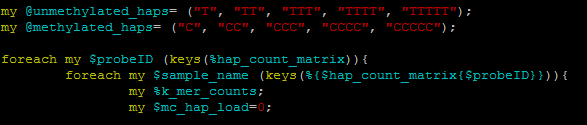 my @unmethylated_haps= ("T", "TT", "TTT", "TTTT", "TTTTT");
my @methylated_haps= ("C", "CC", "CCC", "CCCC", "CCCCC");
foreach my $probeID (keys(%hap_count_matrix)){
foreach my $sample_name (keys(%{$hap_count_matrix{$probeID}})){
my %k_mer_counts;
my $mc_hap_load=0;